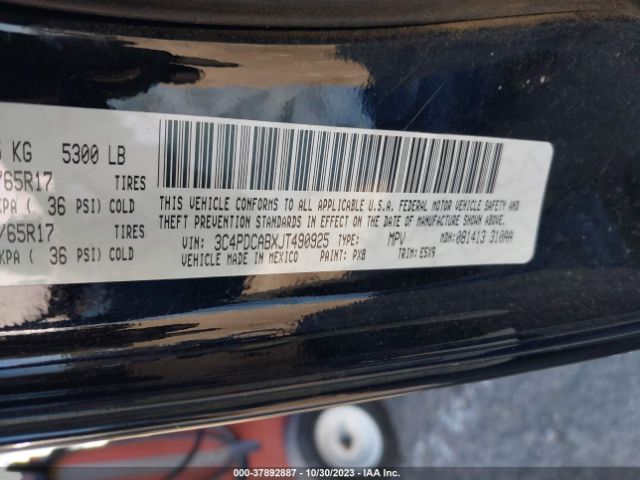 KG 5300 LB
/65R17 TIRES
KPA ( 36 PSI) COLD
/65R17 TIRES
KPA ( 36 PSI) COLD
THIS VEHICLE CONFORMS TO ALL APPLICABLE U.S.A. FEDERAL MOTOR VEHICLE SAFETY AND
THEFT PREVENTION STANDARDS IN EFFECT ON THE DATE OF MANUFACTURE SHOWN ABOVE.
VIN: 3C4PDCABXJT490925 TYPE: MPV MDH: 081413 310AA
VEHICLE MADE IN MEXICO PAINT: PX8 TRIM: E5X9
000-37892887 | 10/30/2023 | IAA Inc.